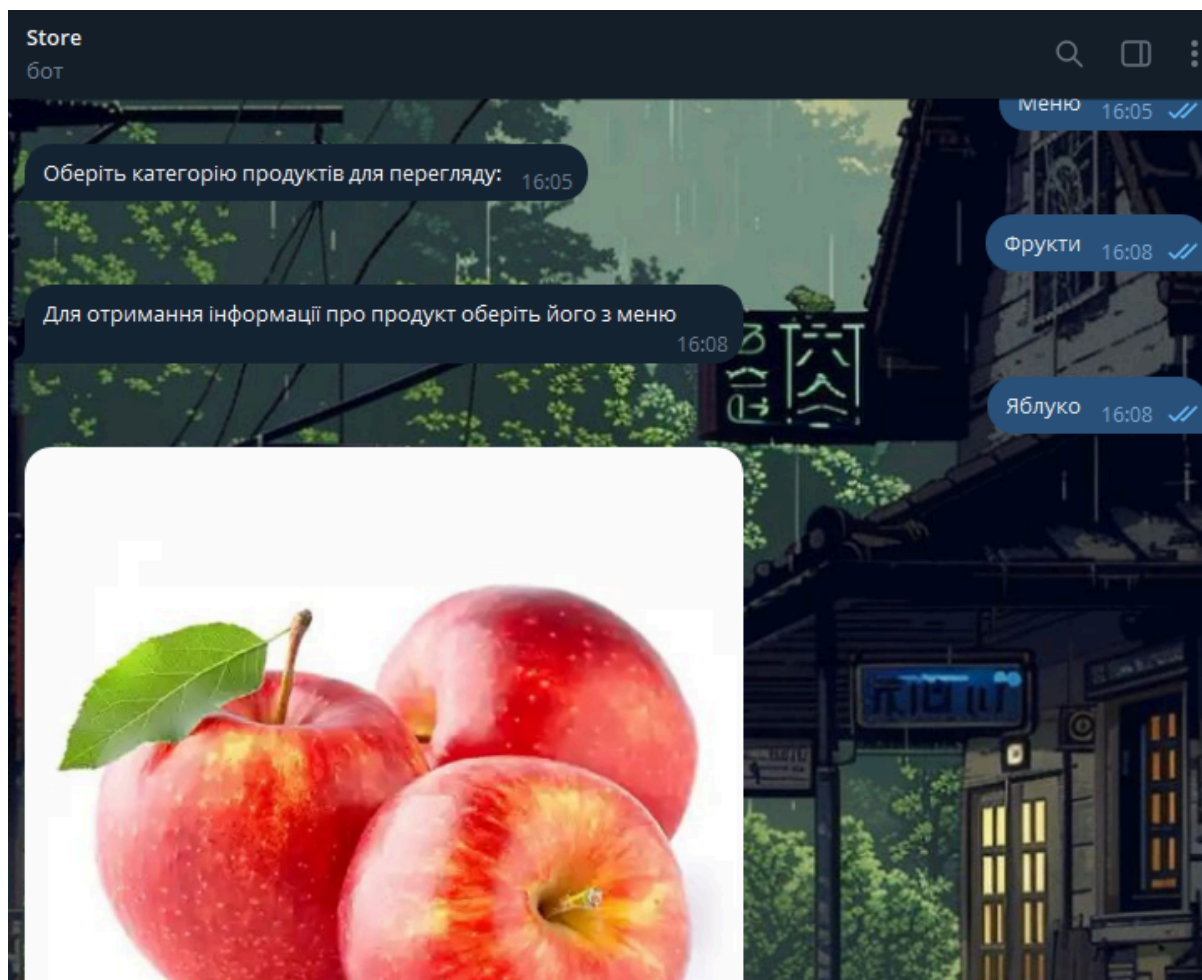 Store
бот
Меню 16:05
Оберіть категорію продуктів для перегляду: 16:05
Фрукти 16:08
Для отримання інформації про продукт оберіть його з меню
16:08
Яблуко 16:08